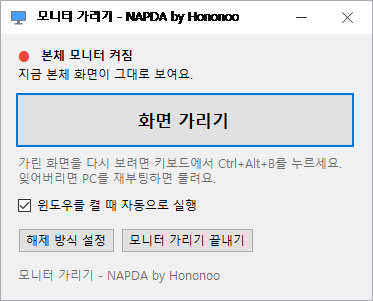 모니터 가리기 - NAPDA by Hononoo
본체 모니터 켜짐
지금 본체 화면이 그대로 보여요.
화면 가리기
가린 화면을 다시 보려면 키보드에서 Ctrl+Alt+B를 누르세요.
잊어버리면 PC를 재부팅하면 풀려요.
윈도우를 켤 때 자동으로 실행
해제 방식 설정 모니터 가리기 끝내기
모니터 가리기 - NAPDA by Hononoo